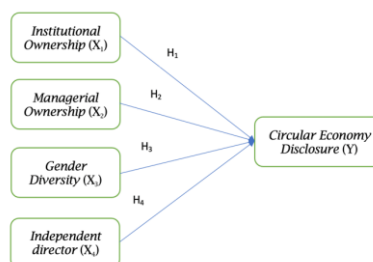 Institutional
Ownership (X₁)
H₁
Managerial
Ownership (X₂)
H₂
Circular Economy
Disclosure (Y)
Gender
Diversity (X₃)
H₃
H₄
Independent
director (X₄)